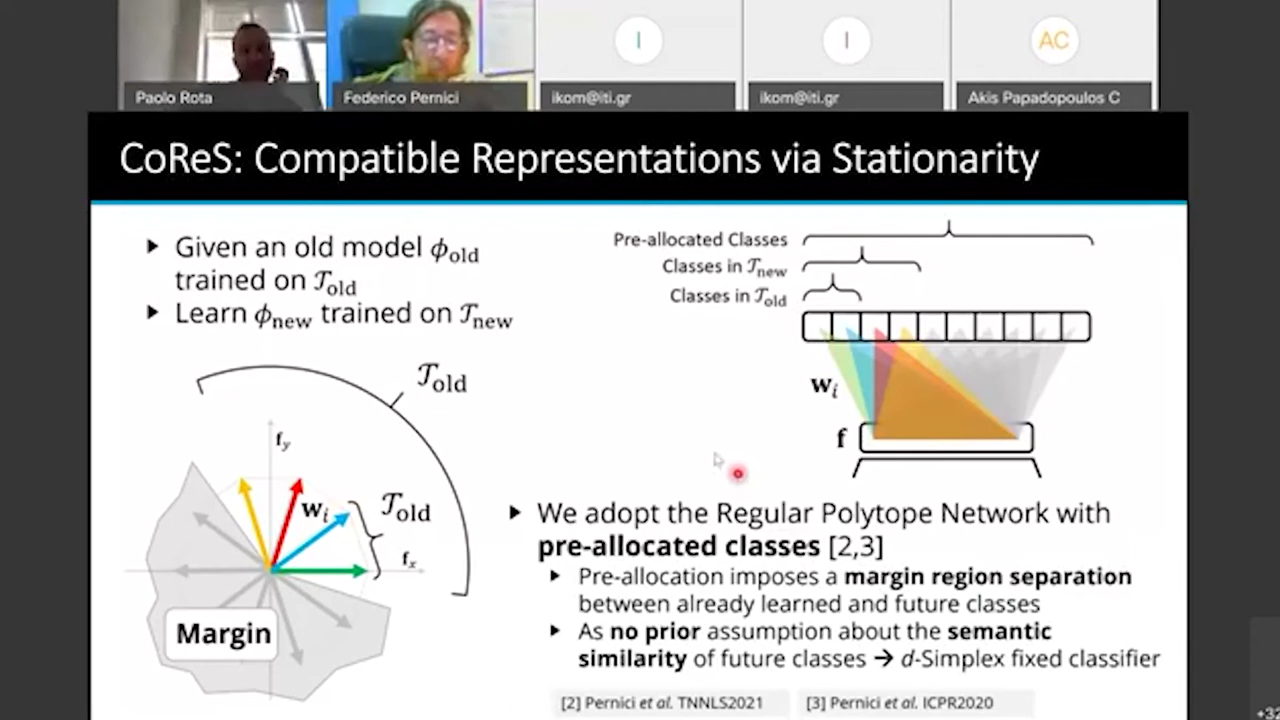 I
I
AC
Paolo Rota
Federico Pernici
ikom@iti.gr
ikom@iti.gr
Akis Papadopoulos C
CoReS: Compatible Representations via Stationarity
▶ Given an old model ϕold
trained on 𝒯old
▶ Learn ϕnew trained on 𝒯new
Pre-allocated Classes
Classes in 𝒯new
Classes in 𝒯old
wi
f
𝒯old
fy
wi
𝒯old
fx
Margin
▶ We adopt the Regular Polytope Network with
pre-allocated classes [2,3]
▶ Pre-allocation imposes a margin region separation
between already learned and future classes
▶ As no prior assumption about the semantic
similarity of future classes → d-Simplex fixed classifier
[2] Pernici et al. TNNLS2021
[3] Pernici et al. ICPR2020